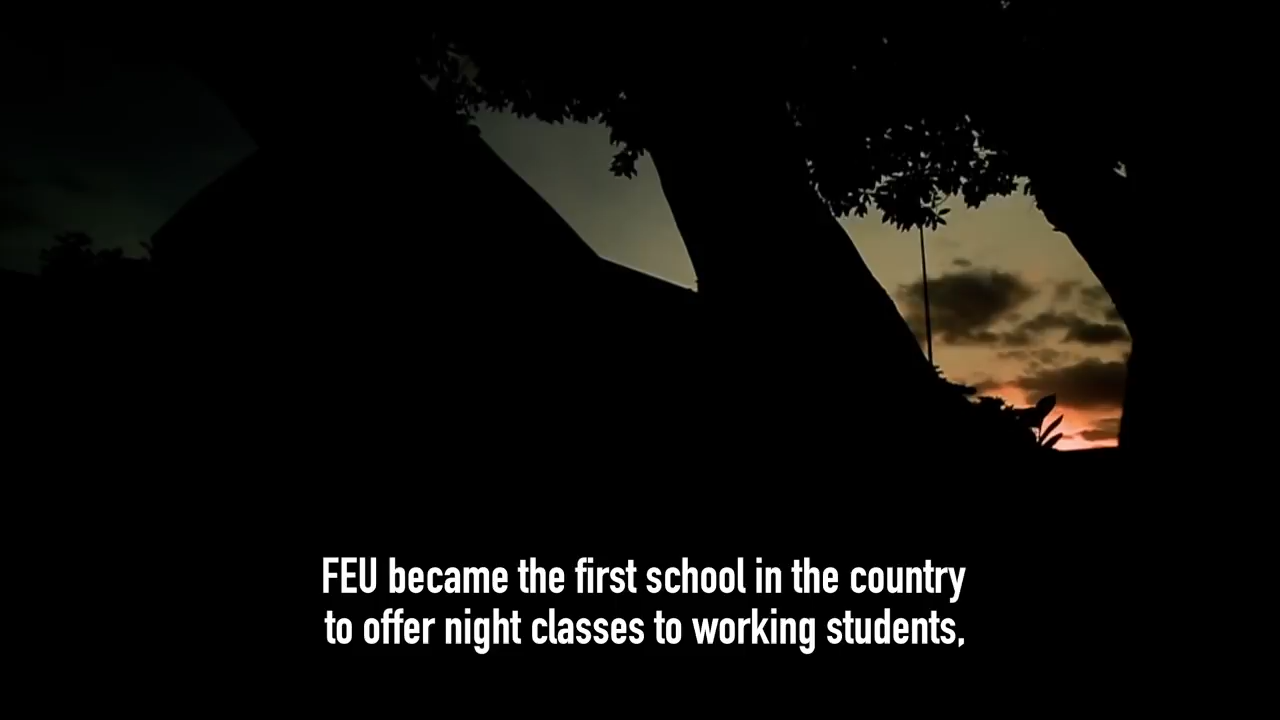 FEU became the first school in the country
to offer night classes to working students,